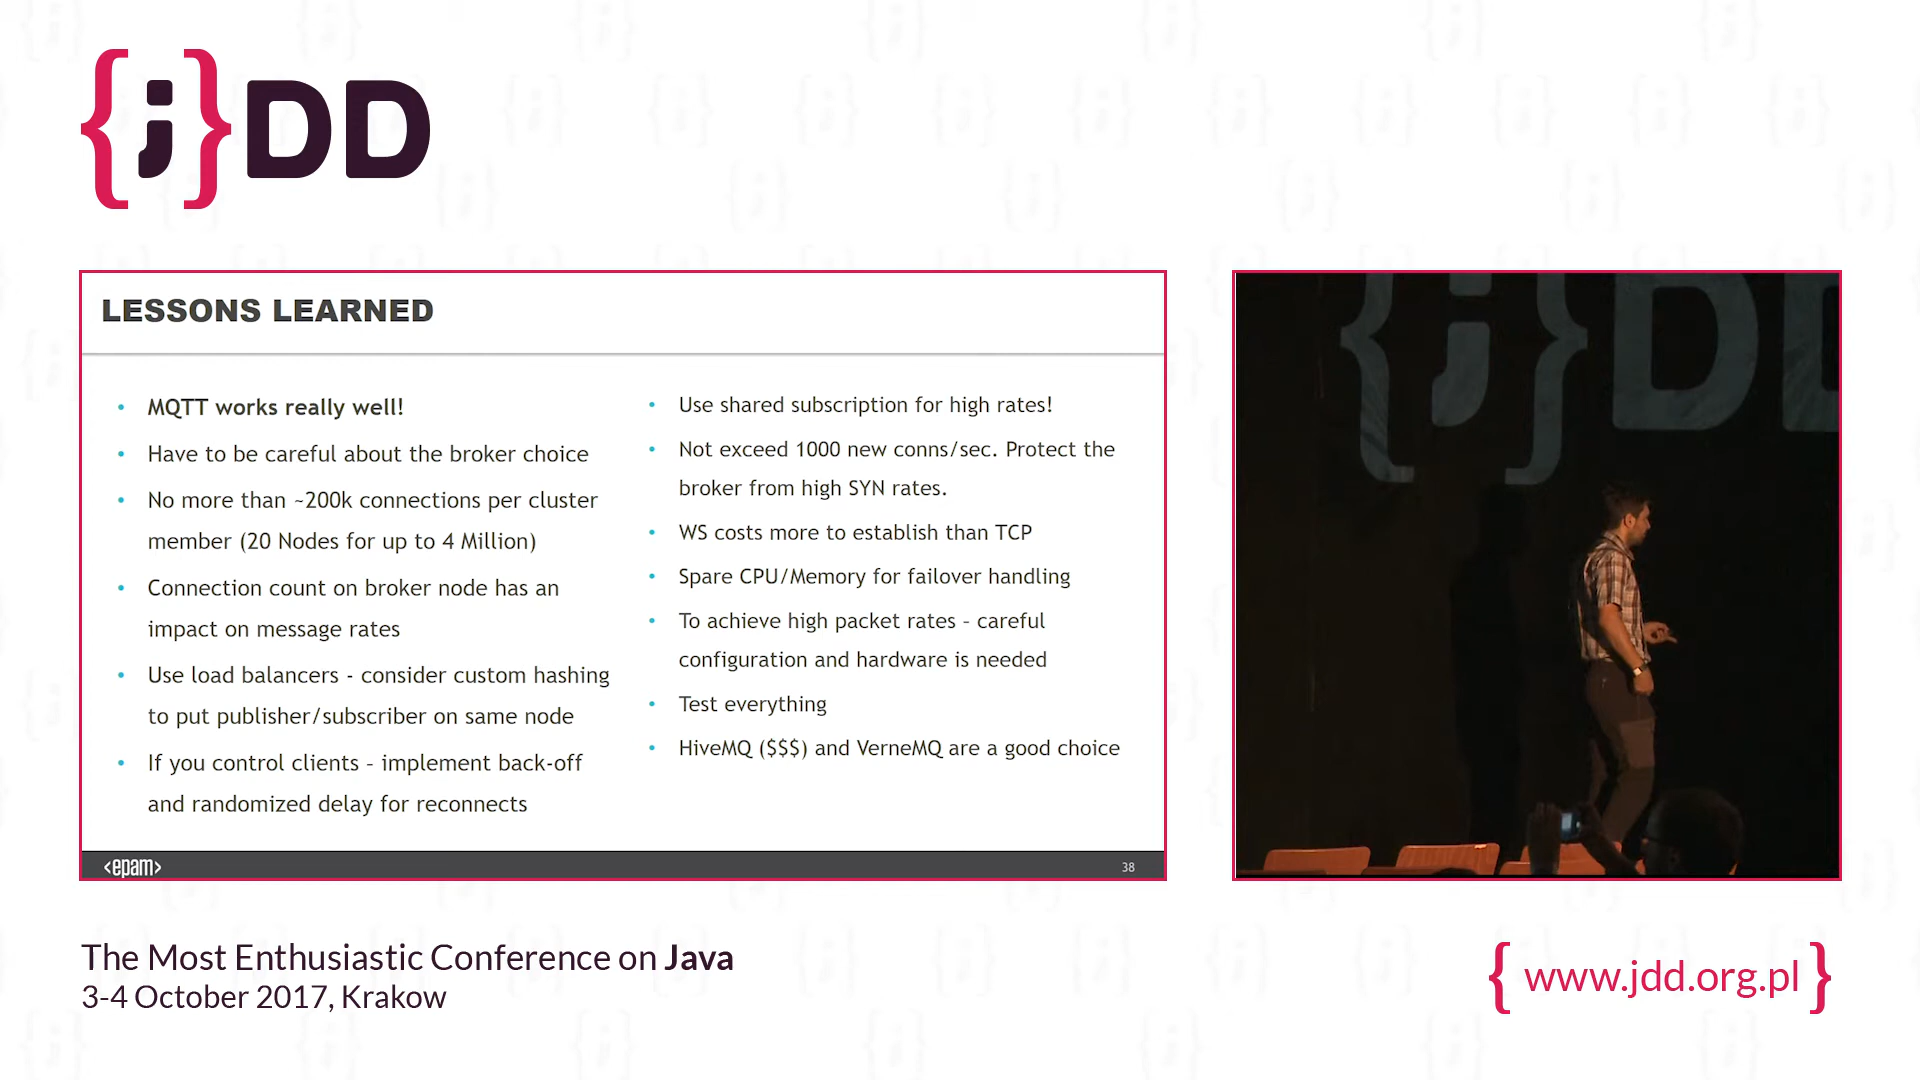 {;}DD
LESSONS LEARNED
• MQTT works really well!
• Have to be careful about the broker choice
• No more than ~200k connections per cluster
member (20 Nodes for up to 4 Million)
• Connection count on broker node has an
impact on message rates
• Use load balancers - consider custom hashing
to put publisher/subscriber on same node
• If you control clients – implement back-off
and randomized delay for reconnects
• Use shared subscription for high rates!
• Not exceed 1000 new conns/sec. Protect the
broker from high SYN rates.
• WS costs more to establish than TCP
• Spare CPU/Memory for failover handling
• To achieve high packet rates – careful
configuration and hardware is needed
• Test everything
• HiveMQ ($$$) and VerneMQ are a good choice
<epam>
38
{;}DD
The Most Enthusiastic Conference on Java
3-4 October 2017, Krakow
{ www.jdd.org.pl }